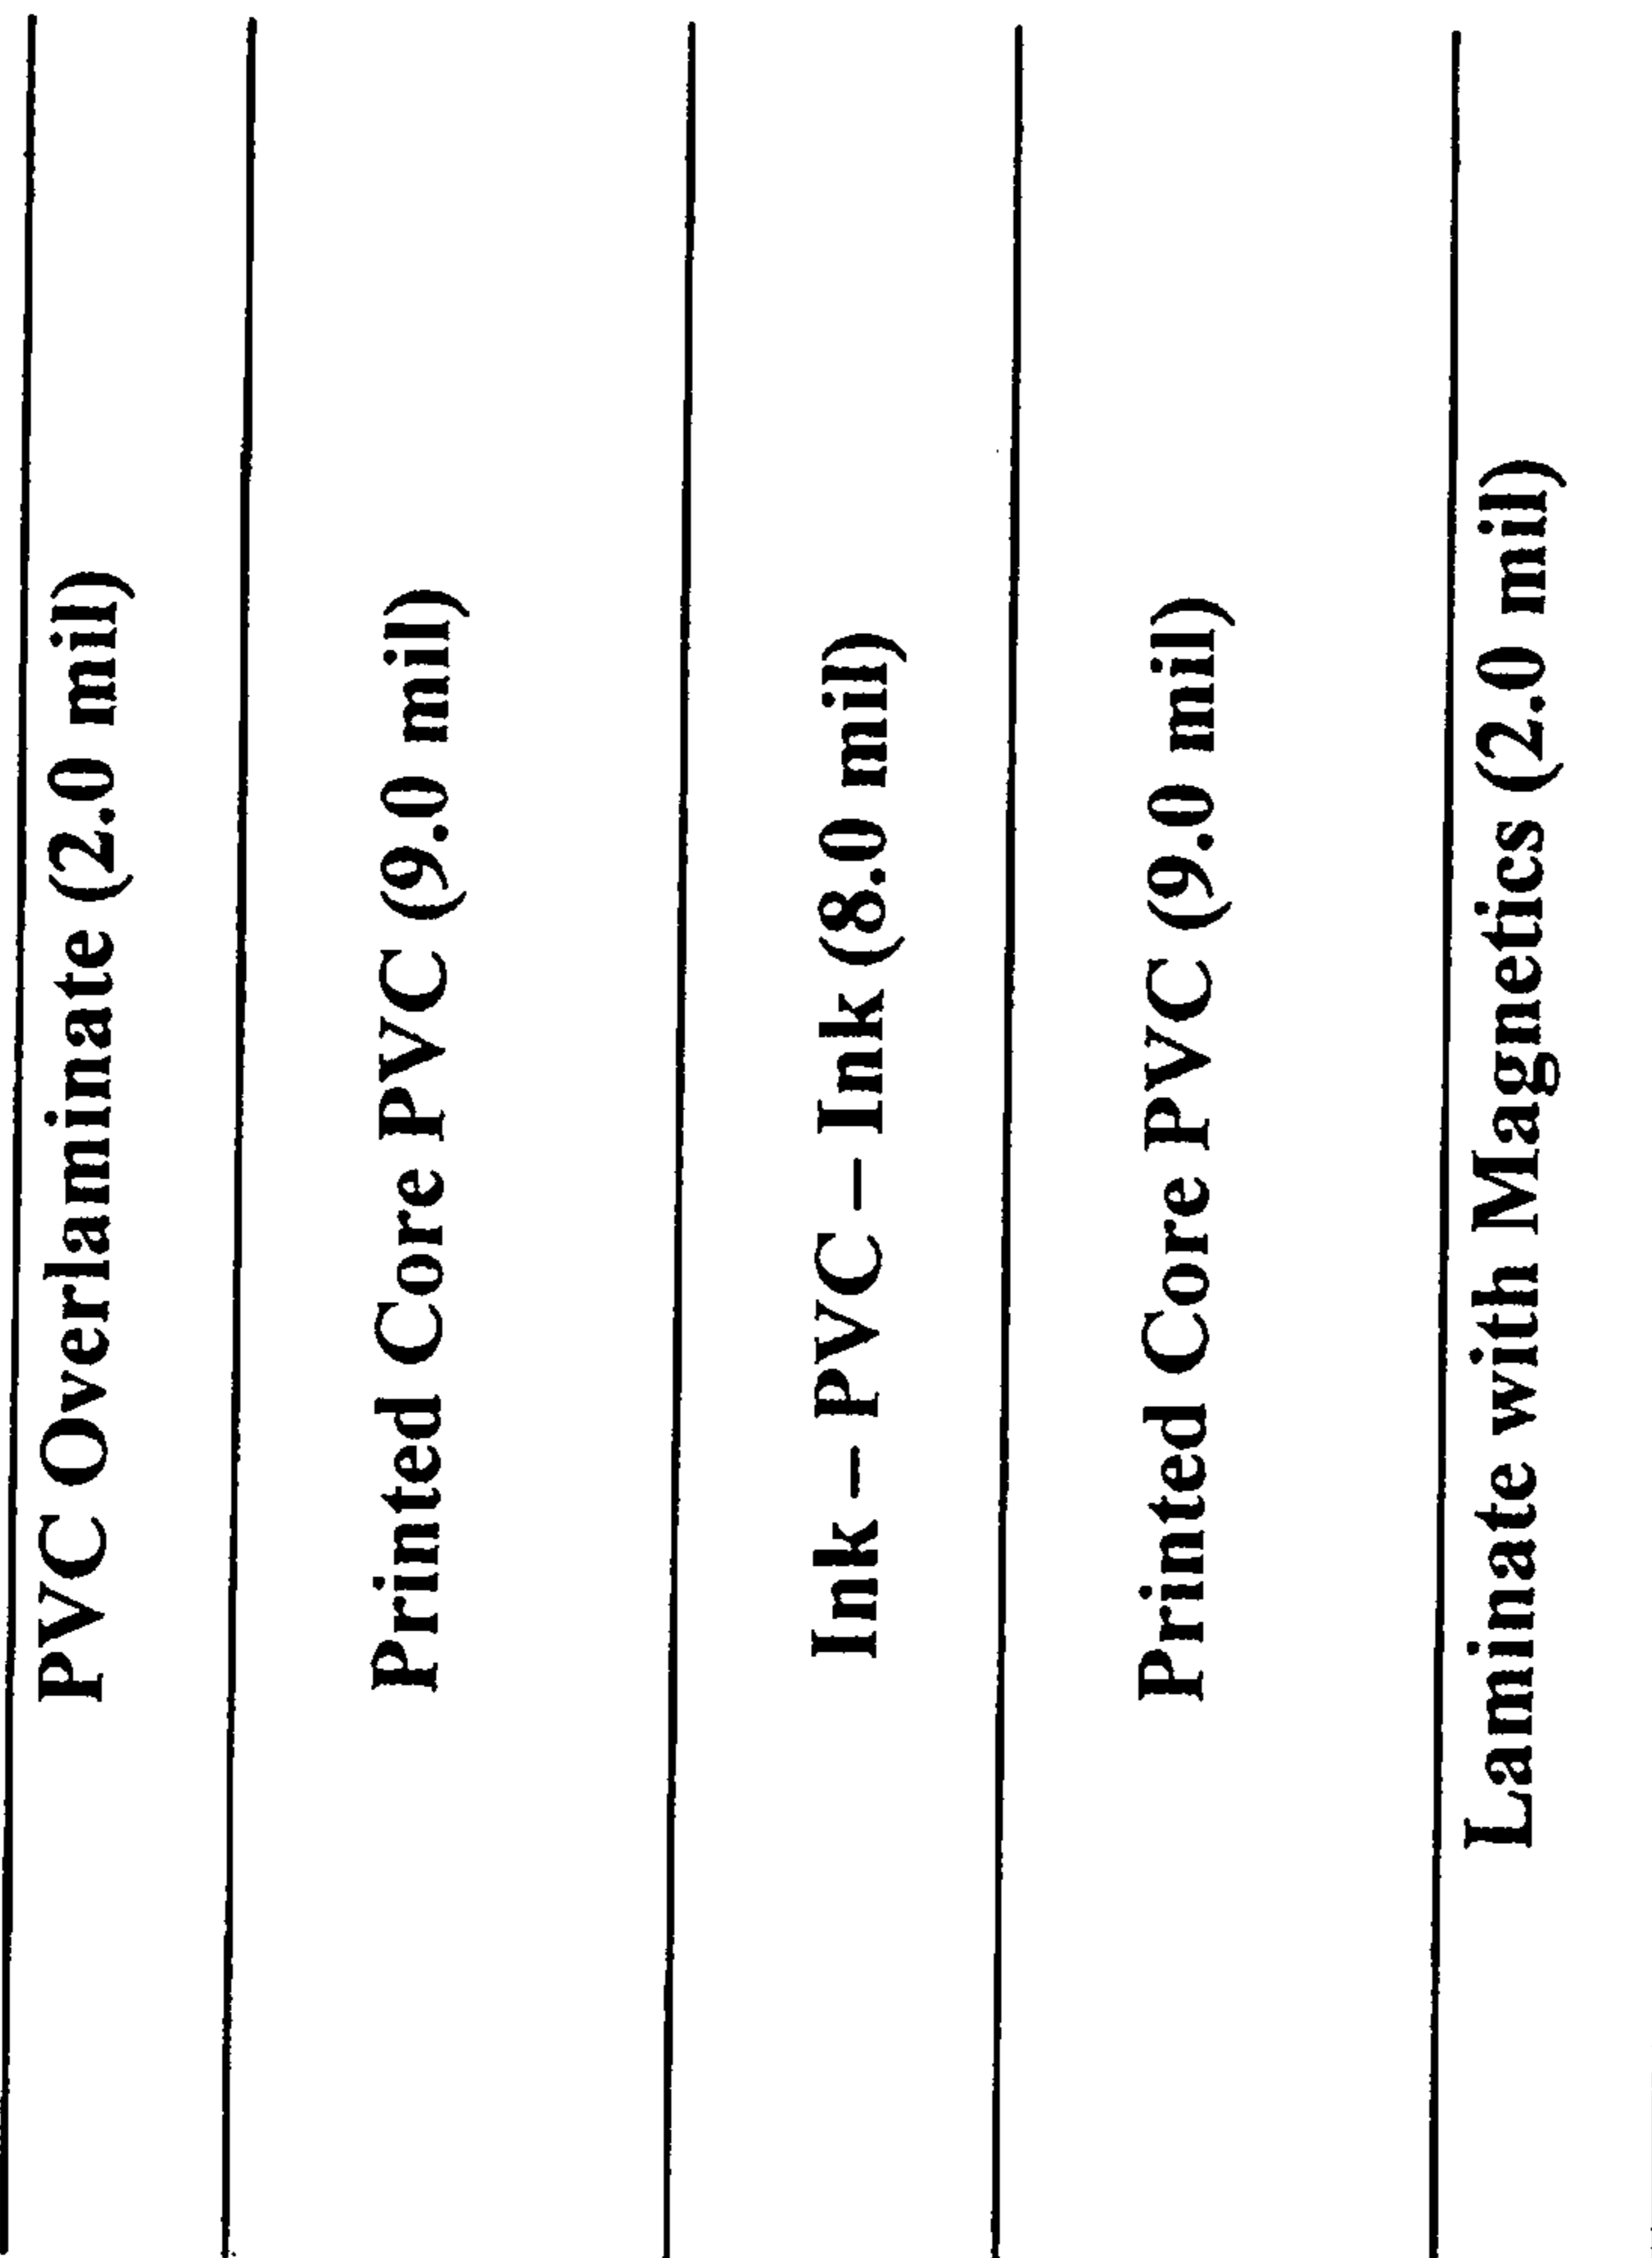 PVC Overlaminate (2.0 mil)
Printed Core PVC (9.0 mil)
Ink – PVC – Ink (8.0 mil)
Printed Core PVC (9.0 mil)
Laminate with Magnetics (2.0 mil)